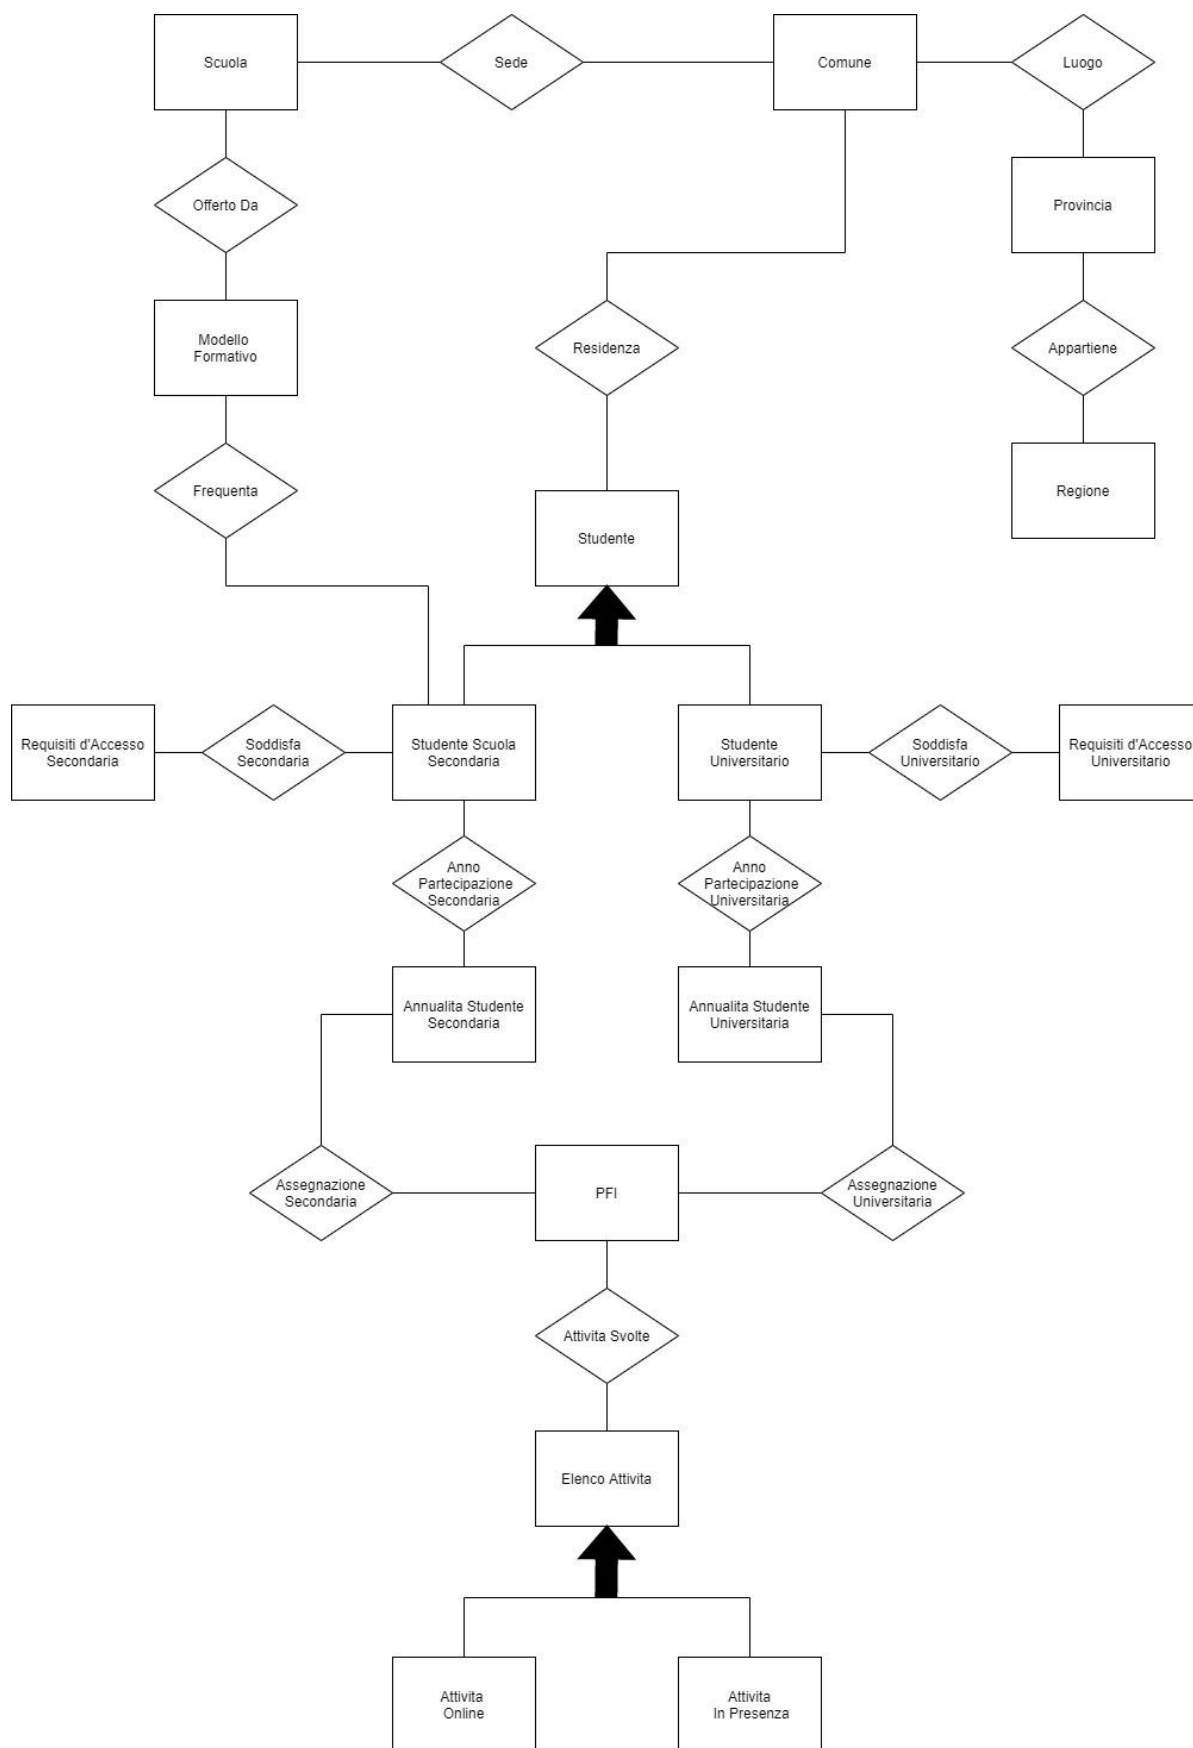 Scuola
Sede
Comune
Luogo
Offerto Da
Provincia
Modello
Formativo
Residenza
Appartiene
Frequenta
Regione
Studente
Requisiti d'Accesso
Secondaria
Soddisfa
Secondaria
Studente Scuola
Secondaria
Studente
Universitario
Soddisfa
Universitario
Requisiti d'Accesso
Universitario
Anno
Partecipazione
Secondaria
Anno
Partecipazione
Universitaria
Annualita Studente
Secondaria
Annualita Studente
Universitaria
Assegnazione
Secondaria
PFI
Assegnazione
Universitaria
Attivita Svolte
Elenco Attivita
Attivita
Online
Attivita
In Presenza